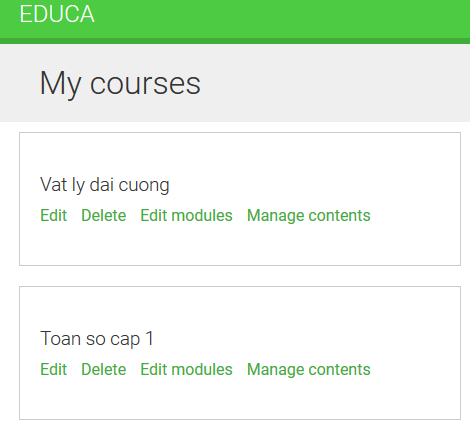 EDUCA
My courses
Vat ly dai cuong
Edit Delete Edit modules Manage contents
Toan so cap 1
Edit Delete Edit modules Manage contents